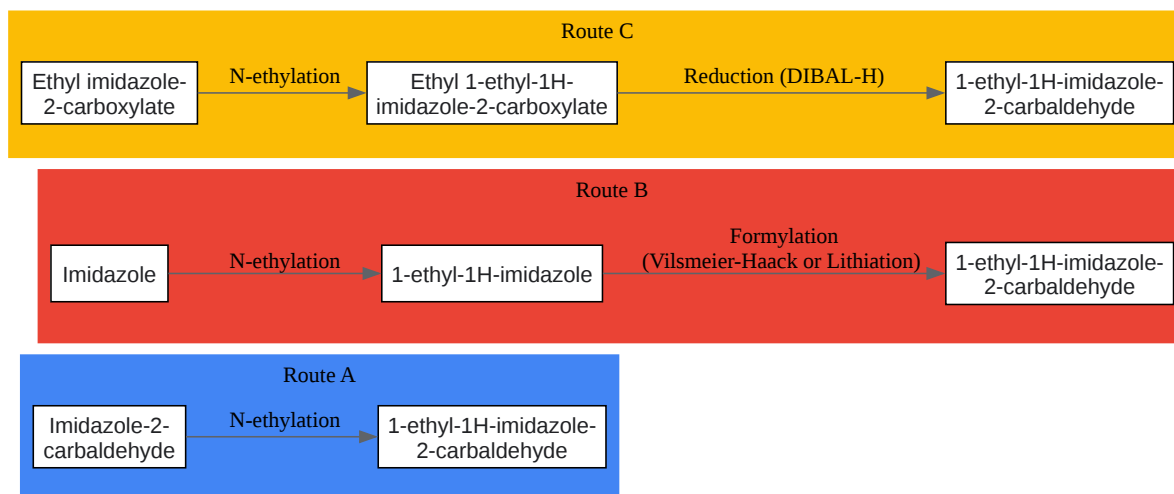 Route C
Ethyl imidazole-
2-carboxylate
N-ethylation
Ethyl 1-ethyl-1H-
imidazole-2-carboxylate
Reduction (DIBAL-H)
1-ethyl-1H-imidazole-
2-carbaldehyde
Route B
Imidazole
N-ethylation
1-ethyl-1H-imidazole
Formylation
(Vilsmeier-Haack or Lithiation)
1-ethyl-1H-imidazole-
2-carbaldehyde
Route A
Imidazole-2-
carbaldehyde
N-ethylation
1-ethyl-1H-imidazole-
2-carbaldehyde